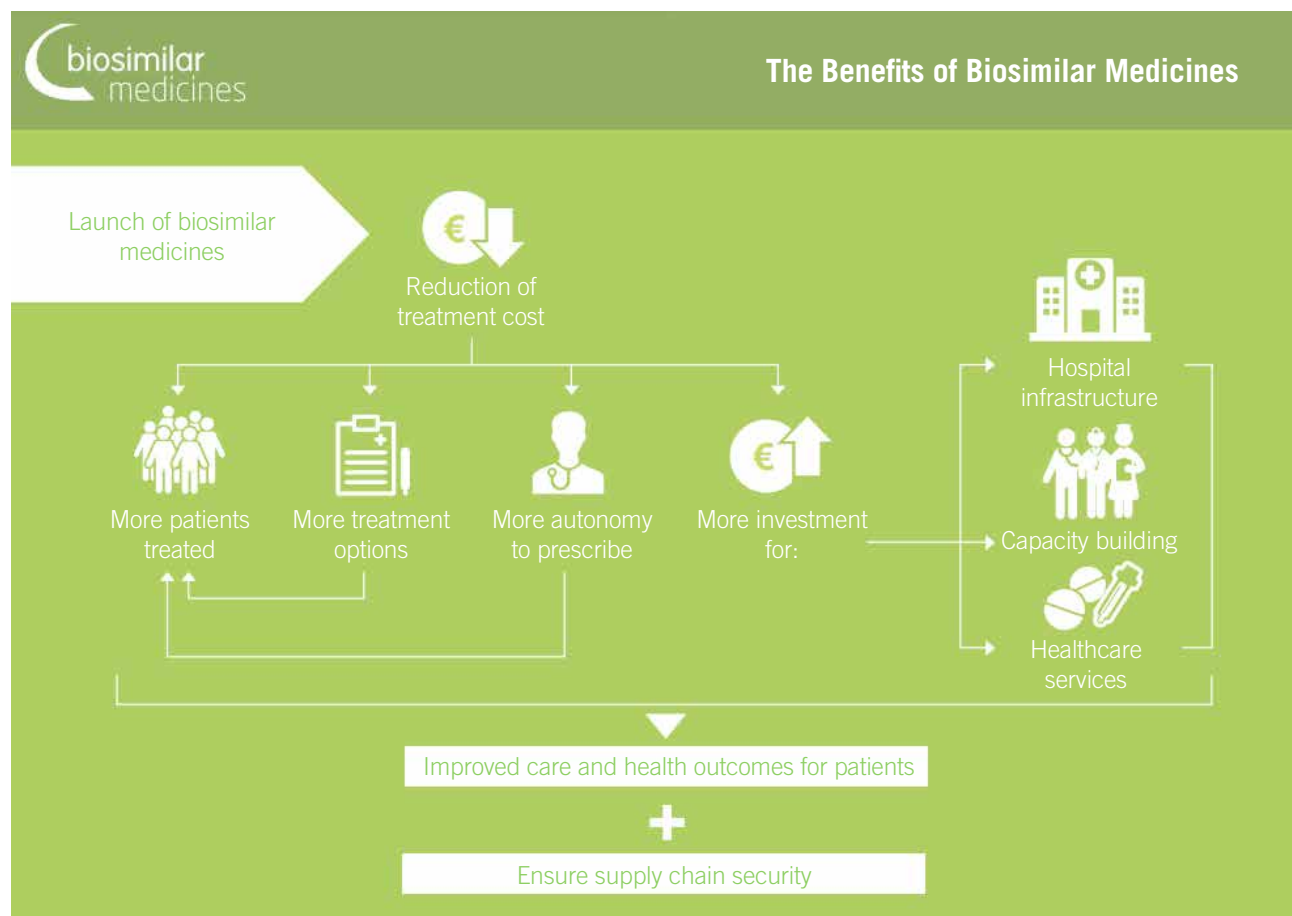 biosimilar
medicines
The Benefits of Biosimilar Medicines
Launch of biosimilar
medicines
€
Reduction of
treatment cost
More patients
treated
More treatment
options
More autonomy
to prescribe
€
More investment
for:
Hospital
infrastructure
Capacity building
Healthcare
services
Improved care and health outcomes for patients
+
Ensure supply chain security